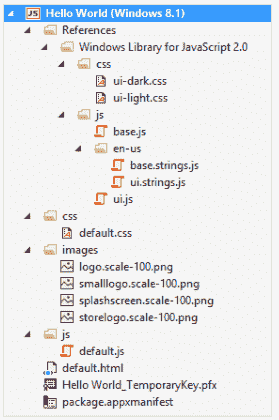 JS Hello World (Windows 8.1)
References
Windows Library for JavaScript 2.0
css
ui-dark.css
ui-light.css
js
base.js
en-us
base.strings.js
ui.strings.js
ui.js
css
default.css
images
logo.scale-100.png
smalllogo.scale-100.png
splashscreen.scale-100.png
storelogo.scale-100.png
js
default.js
default.html
Hello World_TemporaryKey.pfx
package.appxmanifest